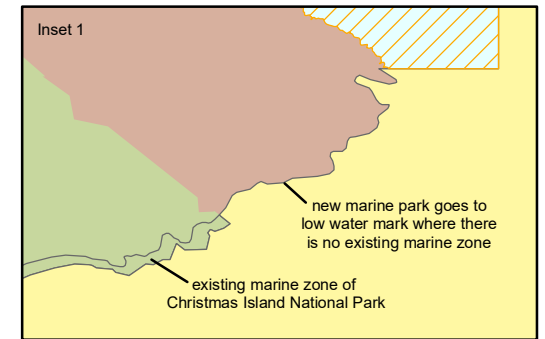 Inset 1
new marine park goes to
low water mark where there
is no existing marine zone
existing marine zone of
Christmas Island National Park